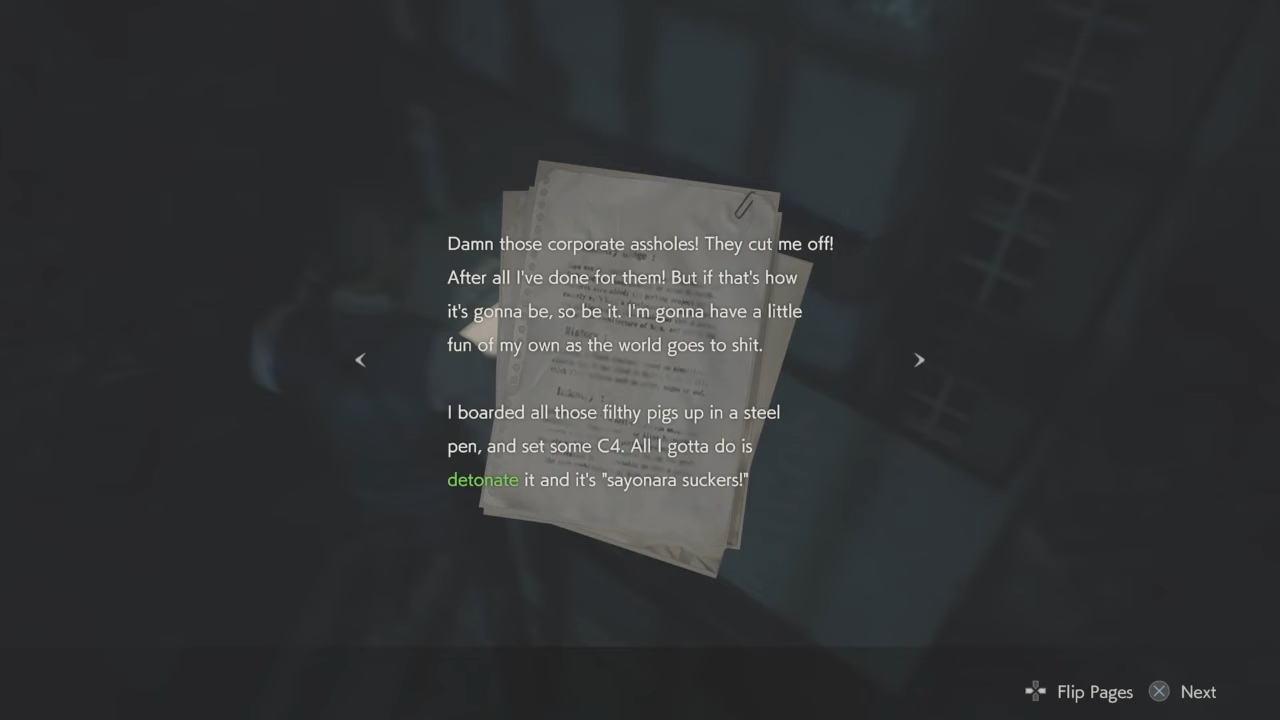 Damn those corporate assholes! They cut me off!
After all I've done for them! But if that's how
it's gonna be, so be it. I'm gonna have a little
fun of my own as the world goes to shit.
I boarded all those filthy pigs up in a steel
pen, and set some C4. All I gotta do is
detonate it and it's "sayonara suckers!"
Flip Pages
Next